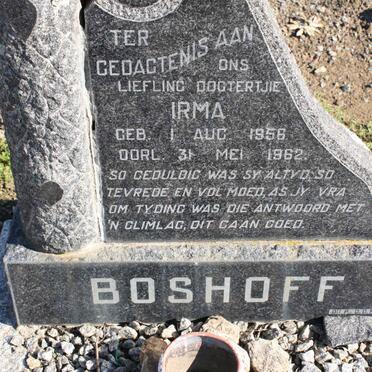 TER
GEDAGTENIS AAN
ONS
LIEFLING DOGTERTJIE
IRMA
GEB. 1 AUG. 1956
OORL. 31 MEI 1962.
SO GEDULDIG WAS SY ALTYD, SO
TEVREDE EN VOL MOED, AS JY VRA
OM TYDING WAS DIE ANTWOORD MET
'N GLIMLAG, DIT GAAN GOED.
BOSHOFF